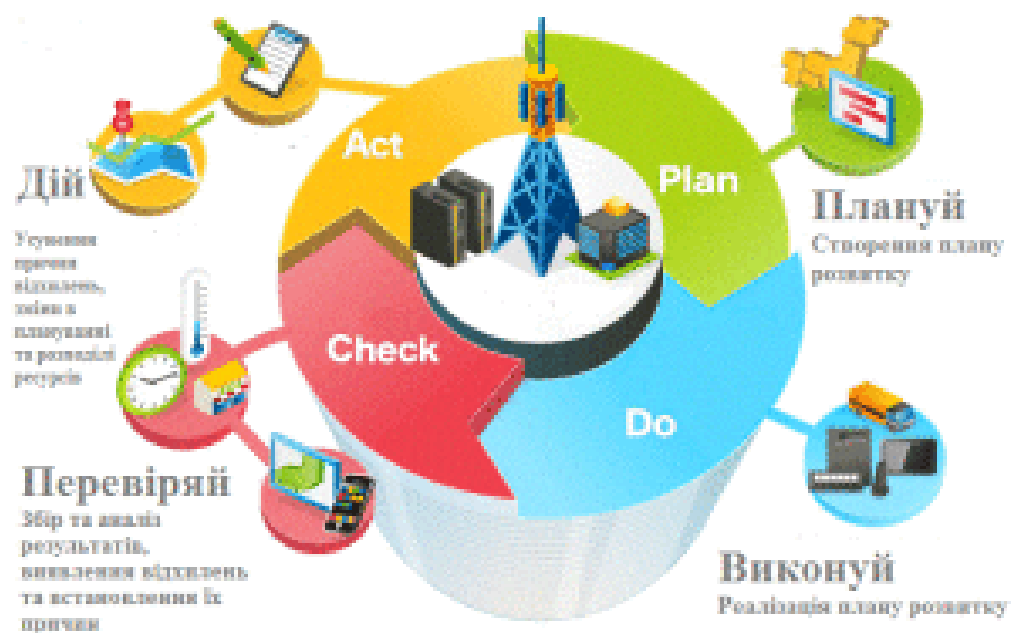 Act
Plan
Check
Do
Дій
Усунення
причин
відхилень,
зміни в
плануванні
та розподілі
ресурсів
Плануй
Створення плану
розвитку
Перевіряй
Збір та аналіз
результатів,
виявлення відхилень
та встановлення їх
причин
Виконуй
Реалізація плану розвитку